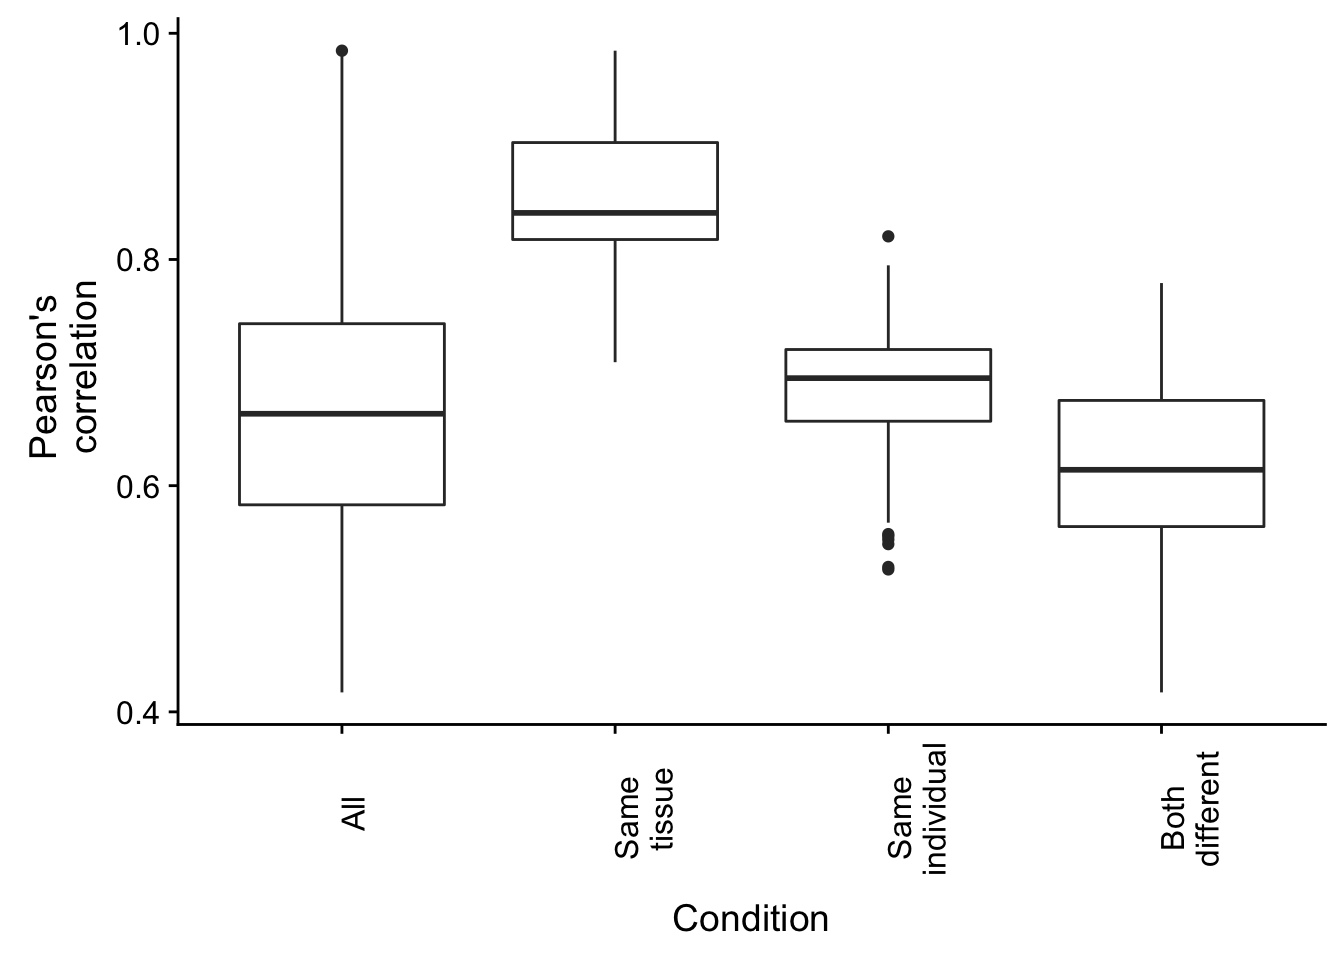 1.0
0.8
0.6
0.4
Pearson's
correlation
All
Same
tissue
Same
individual
Both
different
Condition